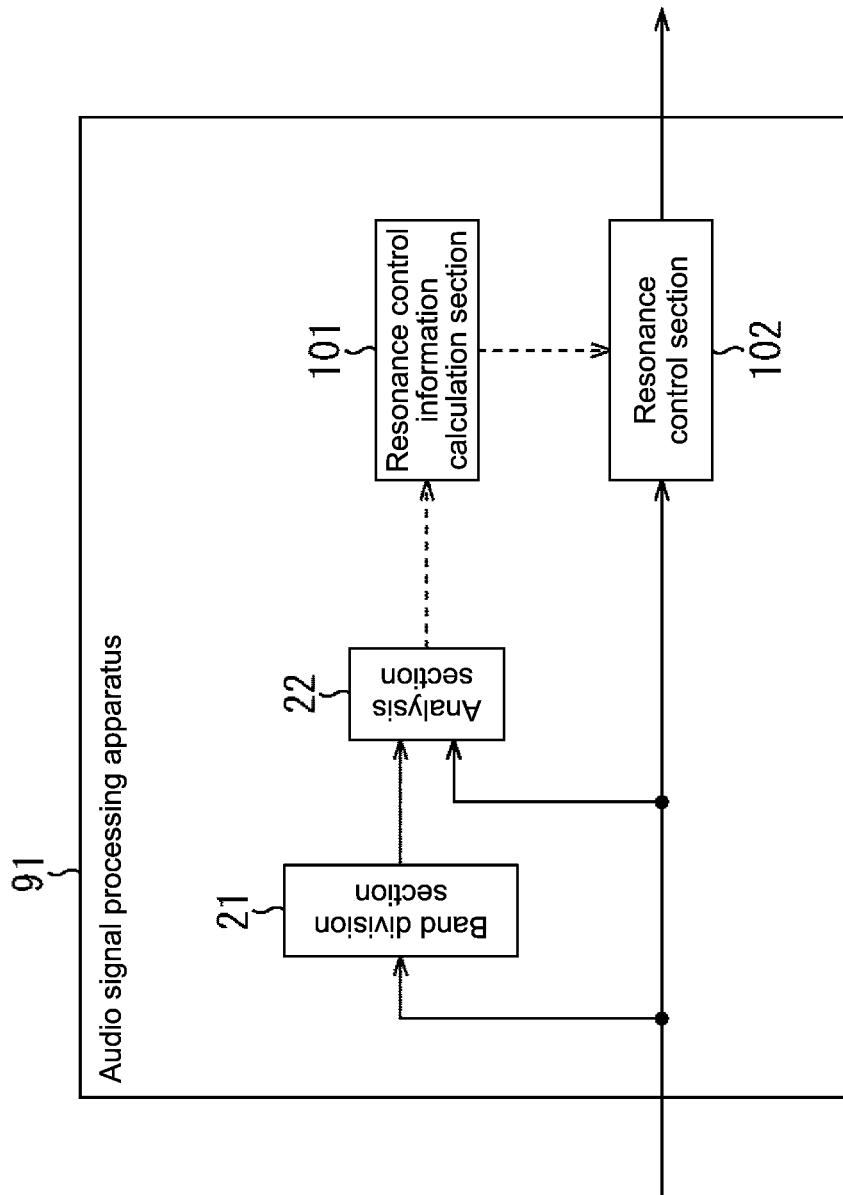 91
Audio signal processing apparatus
21
Band division
section
22
Analysis
section
101
Resonance control
information
calculation section
Resonance
control section
102